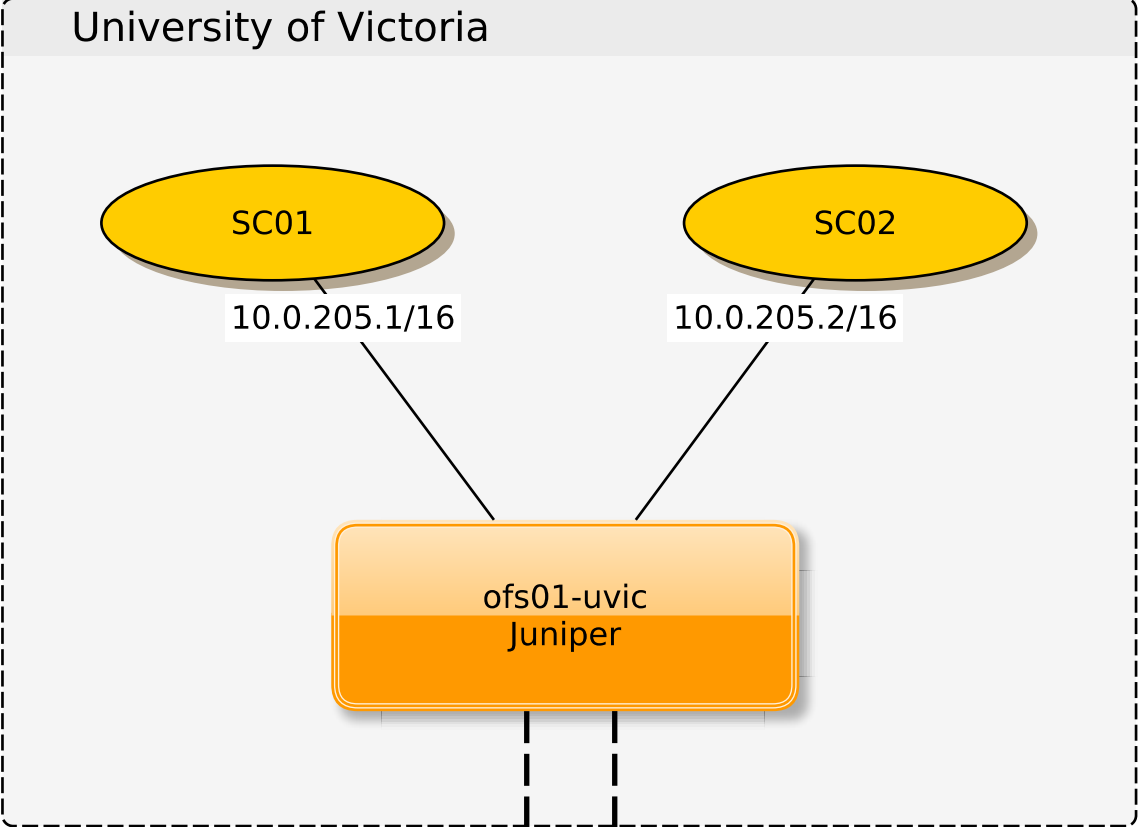 University of Victoria
SC01
SC02
10.0.205.1/16
10.0.205.2/16
ofs01-uvic
Juniper